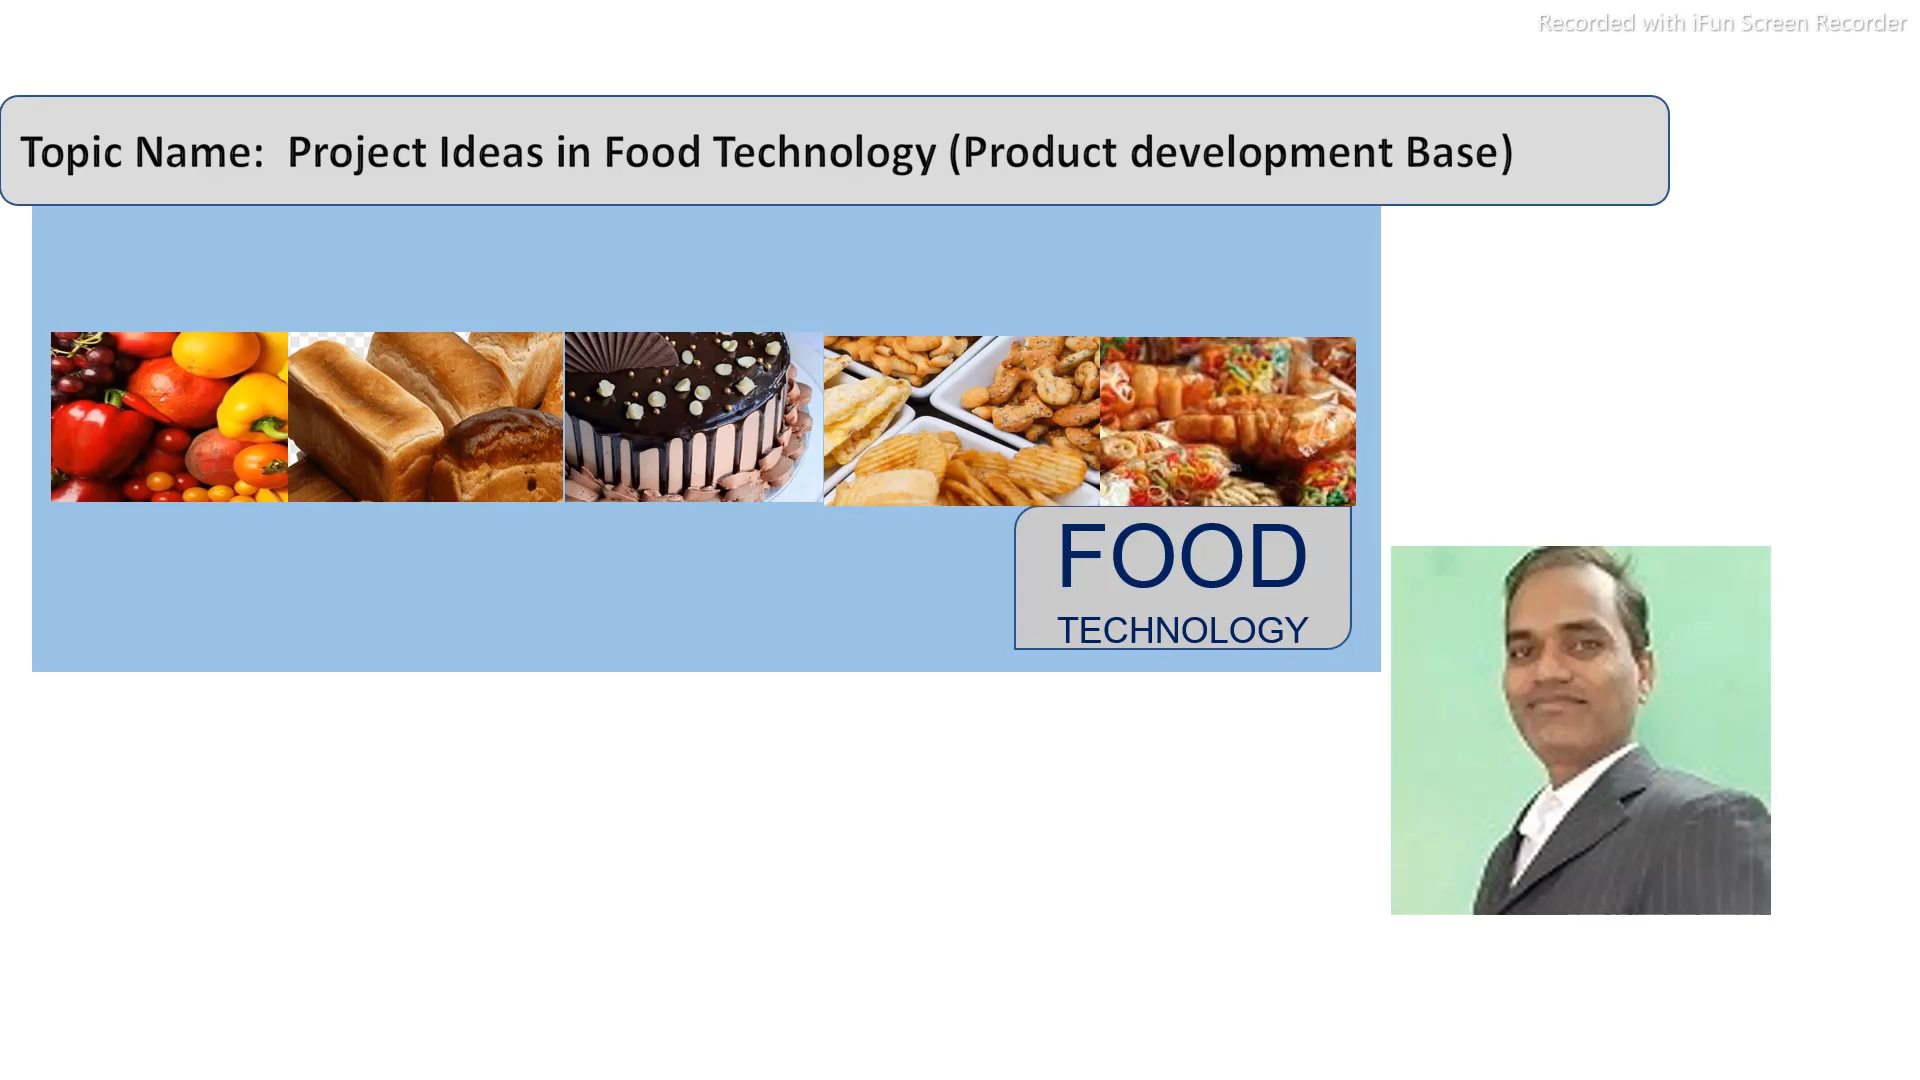 Recorded with iFun Screen Recorder
Topic Name: Project Ideas in Food Technology (Product development Base)
FOOD
TECHNOLOGY